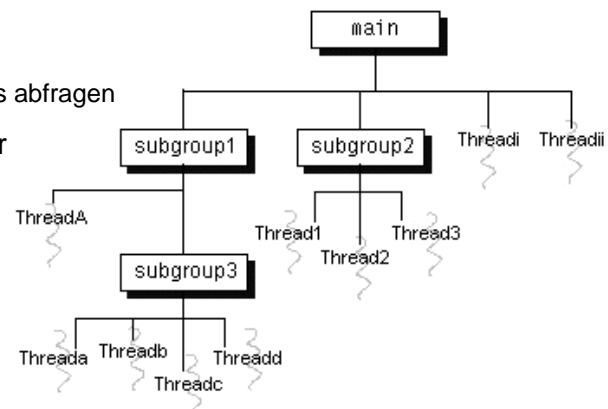 main
s abfragen
r
subgroup1
subgroup2
Threadi
Threadii
ThreadA
Thread1
Thread2
Thread3
subgroup3
Threada
Threadb
Threadc
Threadd